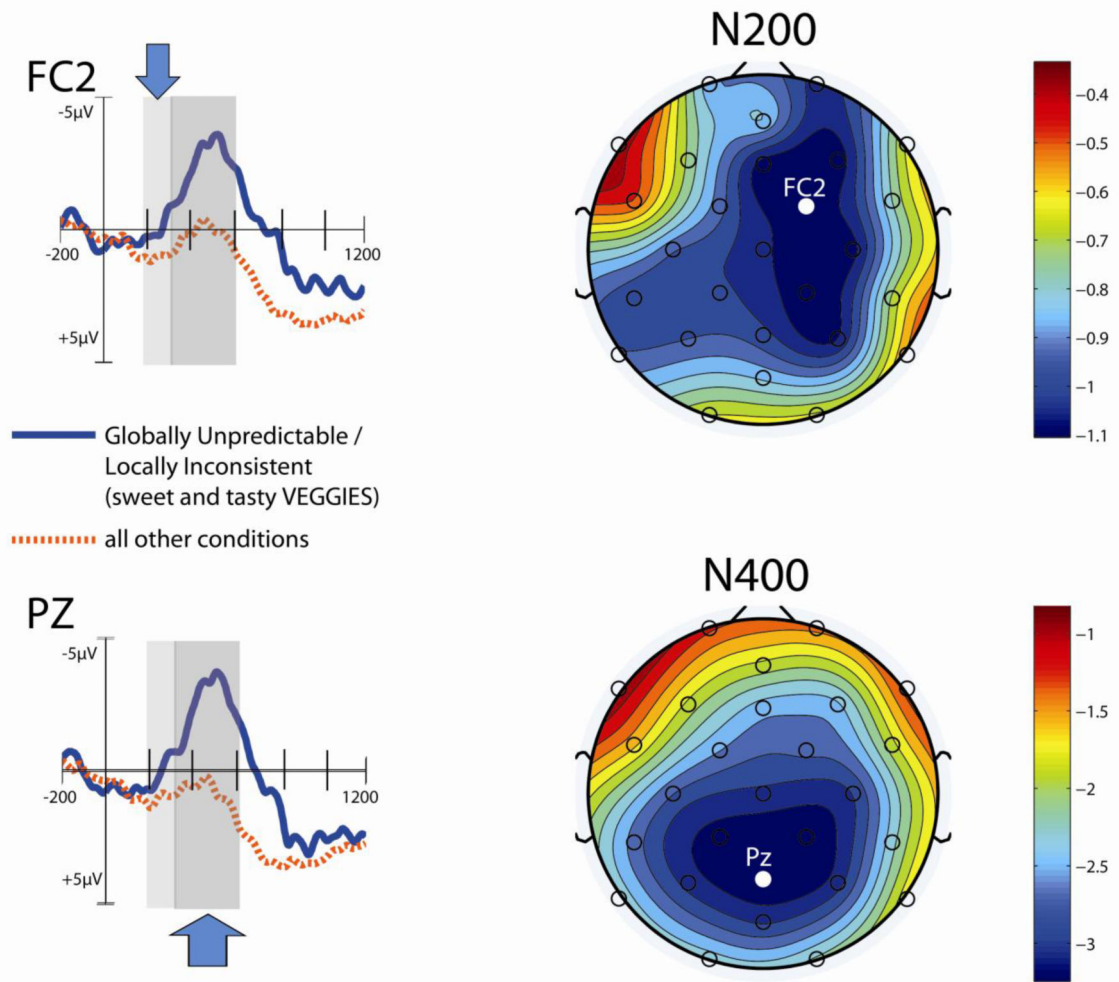 N200
FC2
-5µV
-200
1200
+5µV
FC2
−0.4
−0.5
−0.6
−0.7
−0.8
−0.9
−1
−1.1
Globally Unpredictable /
Locally Inconsistent
(sweet and tasty VEGGIES)
all other conditions
N400
PZ
-5µV
-200
1200
+5µV
Pz
−1
−1.5
−2
−2.5
−3